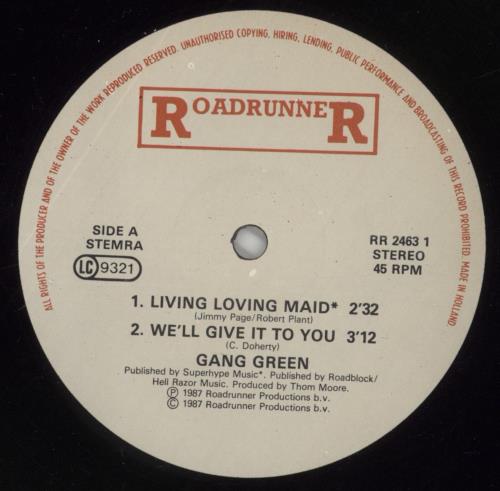 ALL RIGHTS OF THE PRODUCER AND OF THE OWNER OF THE WORK REPRODUCED RESERVED. UNAUTHORISED COPYING, HIRING, LENDING, PUBLIC PERFORMANCE AND BROADCASTING OF THIS RECORD PROHIBITED. MADE IN HOLLAND.
ROADRUNNER
SIDE A
STEMRA
LC 9321
RR 2463 1
STEREO
45 RPM
1. LIVING LOVING MAID* 2'32
(Jimmy Page/Robert Plant)
2. WE'LL GIVE IT TO YOU 3'12
(C. Doherty)
GANG GREEN
Published by Superhype Music*. Published by Roadblock/
Hell Razor Music. Produced by Thom Moore.
Ⓟ 1987 Roadrunner Productions b.v.
© 1987 Roadrunner Productions b.v.